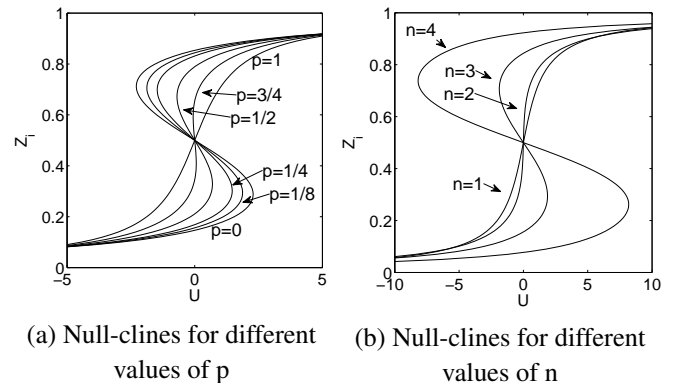 1
0.8
0.6
0.4
0.2
0
Z_i
p=1
p=3/4
p=1/2
p=1/4
p=1/8
p=0
−5
0
5
U
(a) Null-clines for different
values of p
1
0.8
0.6
0.4
0.2
0
Z_i
n=4
n=3
n=2
n=1
−10
−5
0
5
10
U
(b) Null-clines for different
values of n